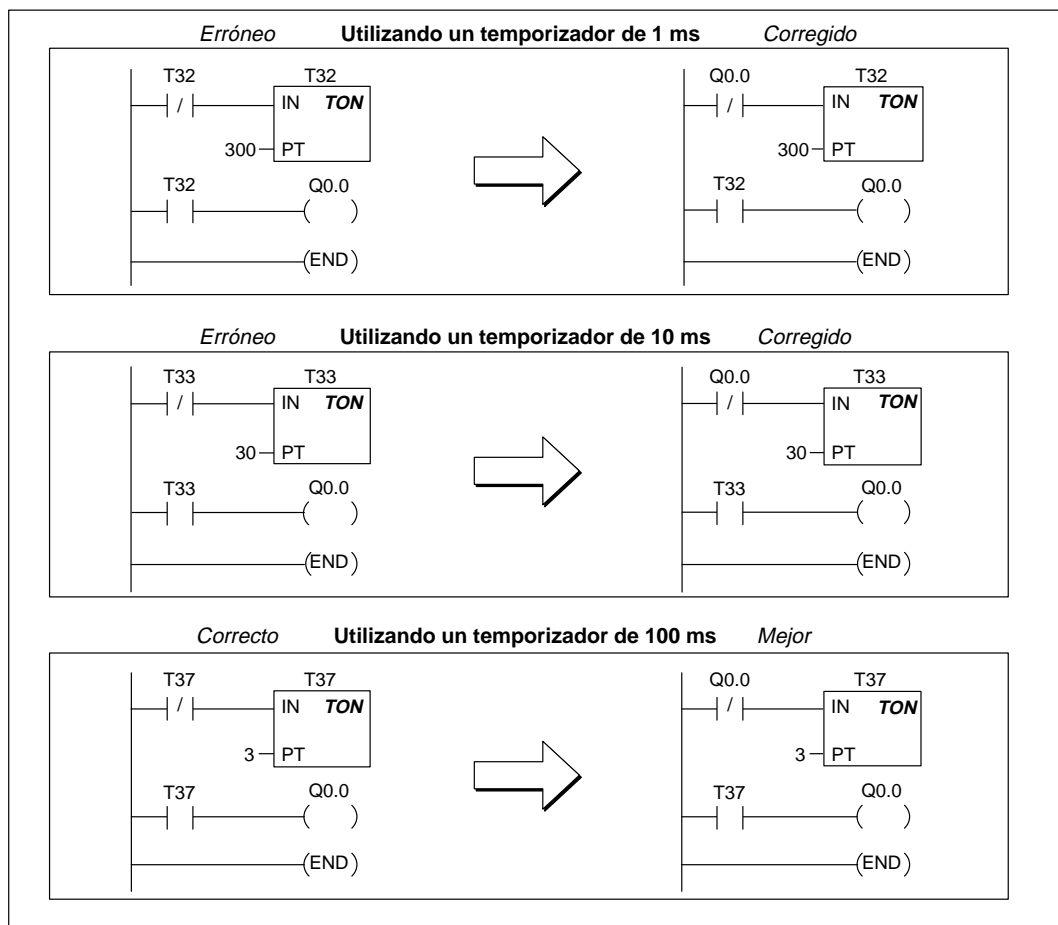 Erróneo Utilizando un temporizador de 1 ms Corregido
T32 T32 Q0.0 T32
/ IN TON / IN TON
300 PT 300 PT
T32 Q0.0 T32 Q0.0
( ) ( )
(END) (END)
Erróneo Utilizando un temporizador de 10 ms Corregido
T33 T33 Q0.0 T33
/ IN TON / IN TON
30 PT 30 PT
T33 Q0.0 T33 Q0.0
( ) ( )
(END) (END)
Correcto Utilizando un temporizador de 100 ms Mejor
T37 T37 Q0.0 T37
/ IN TON / IN TON
3 PT 3 PT
T37 Q0.0 T37 Q0.0
( ) ( )
(END) (END)